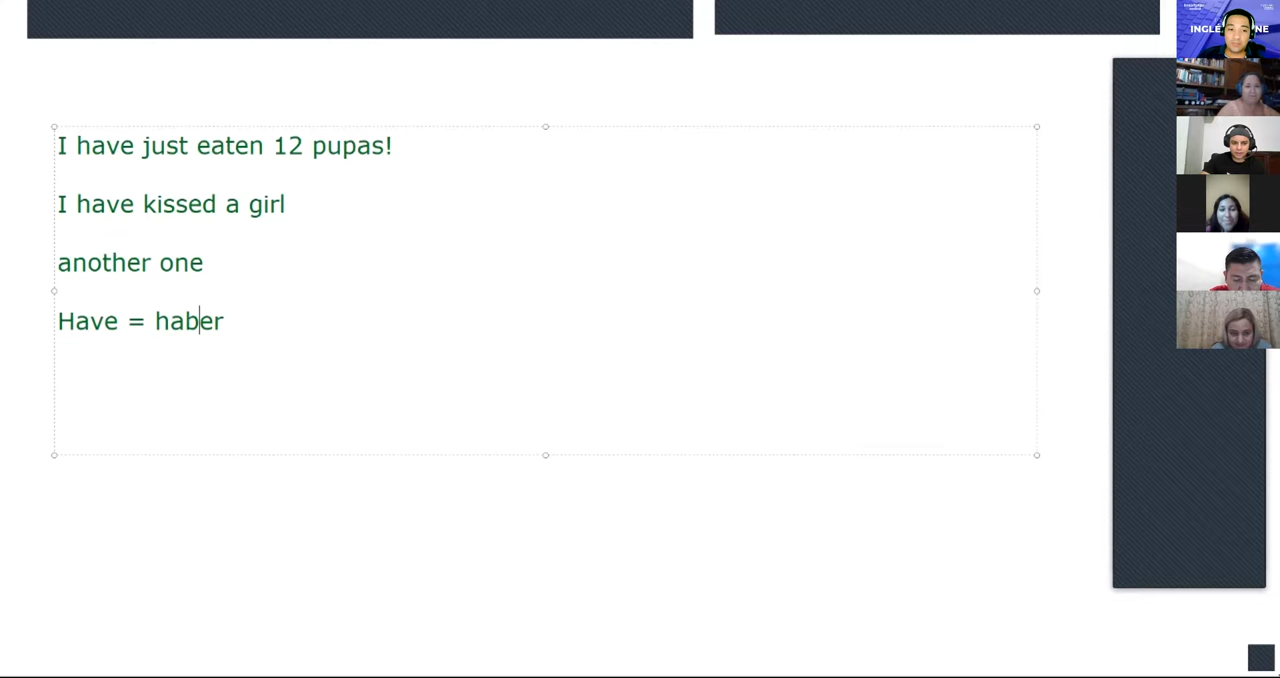 I have just eaten 12 pupas!
I have kissed a girl
another one
Have = haber